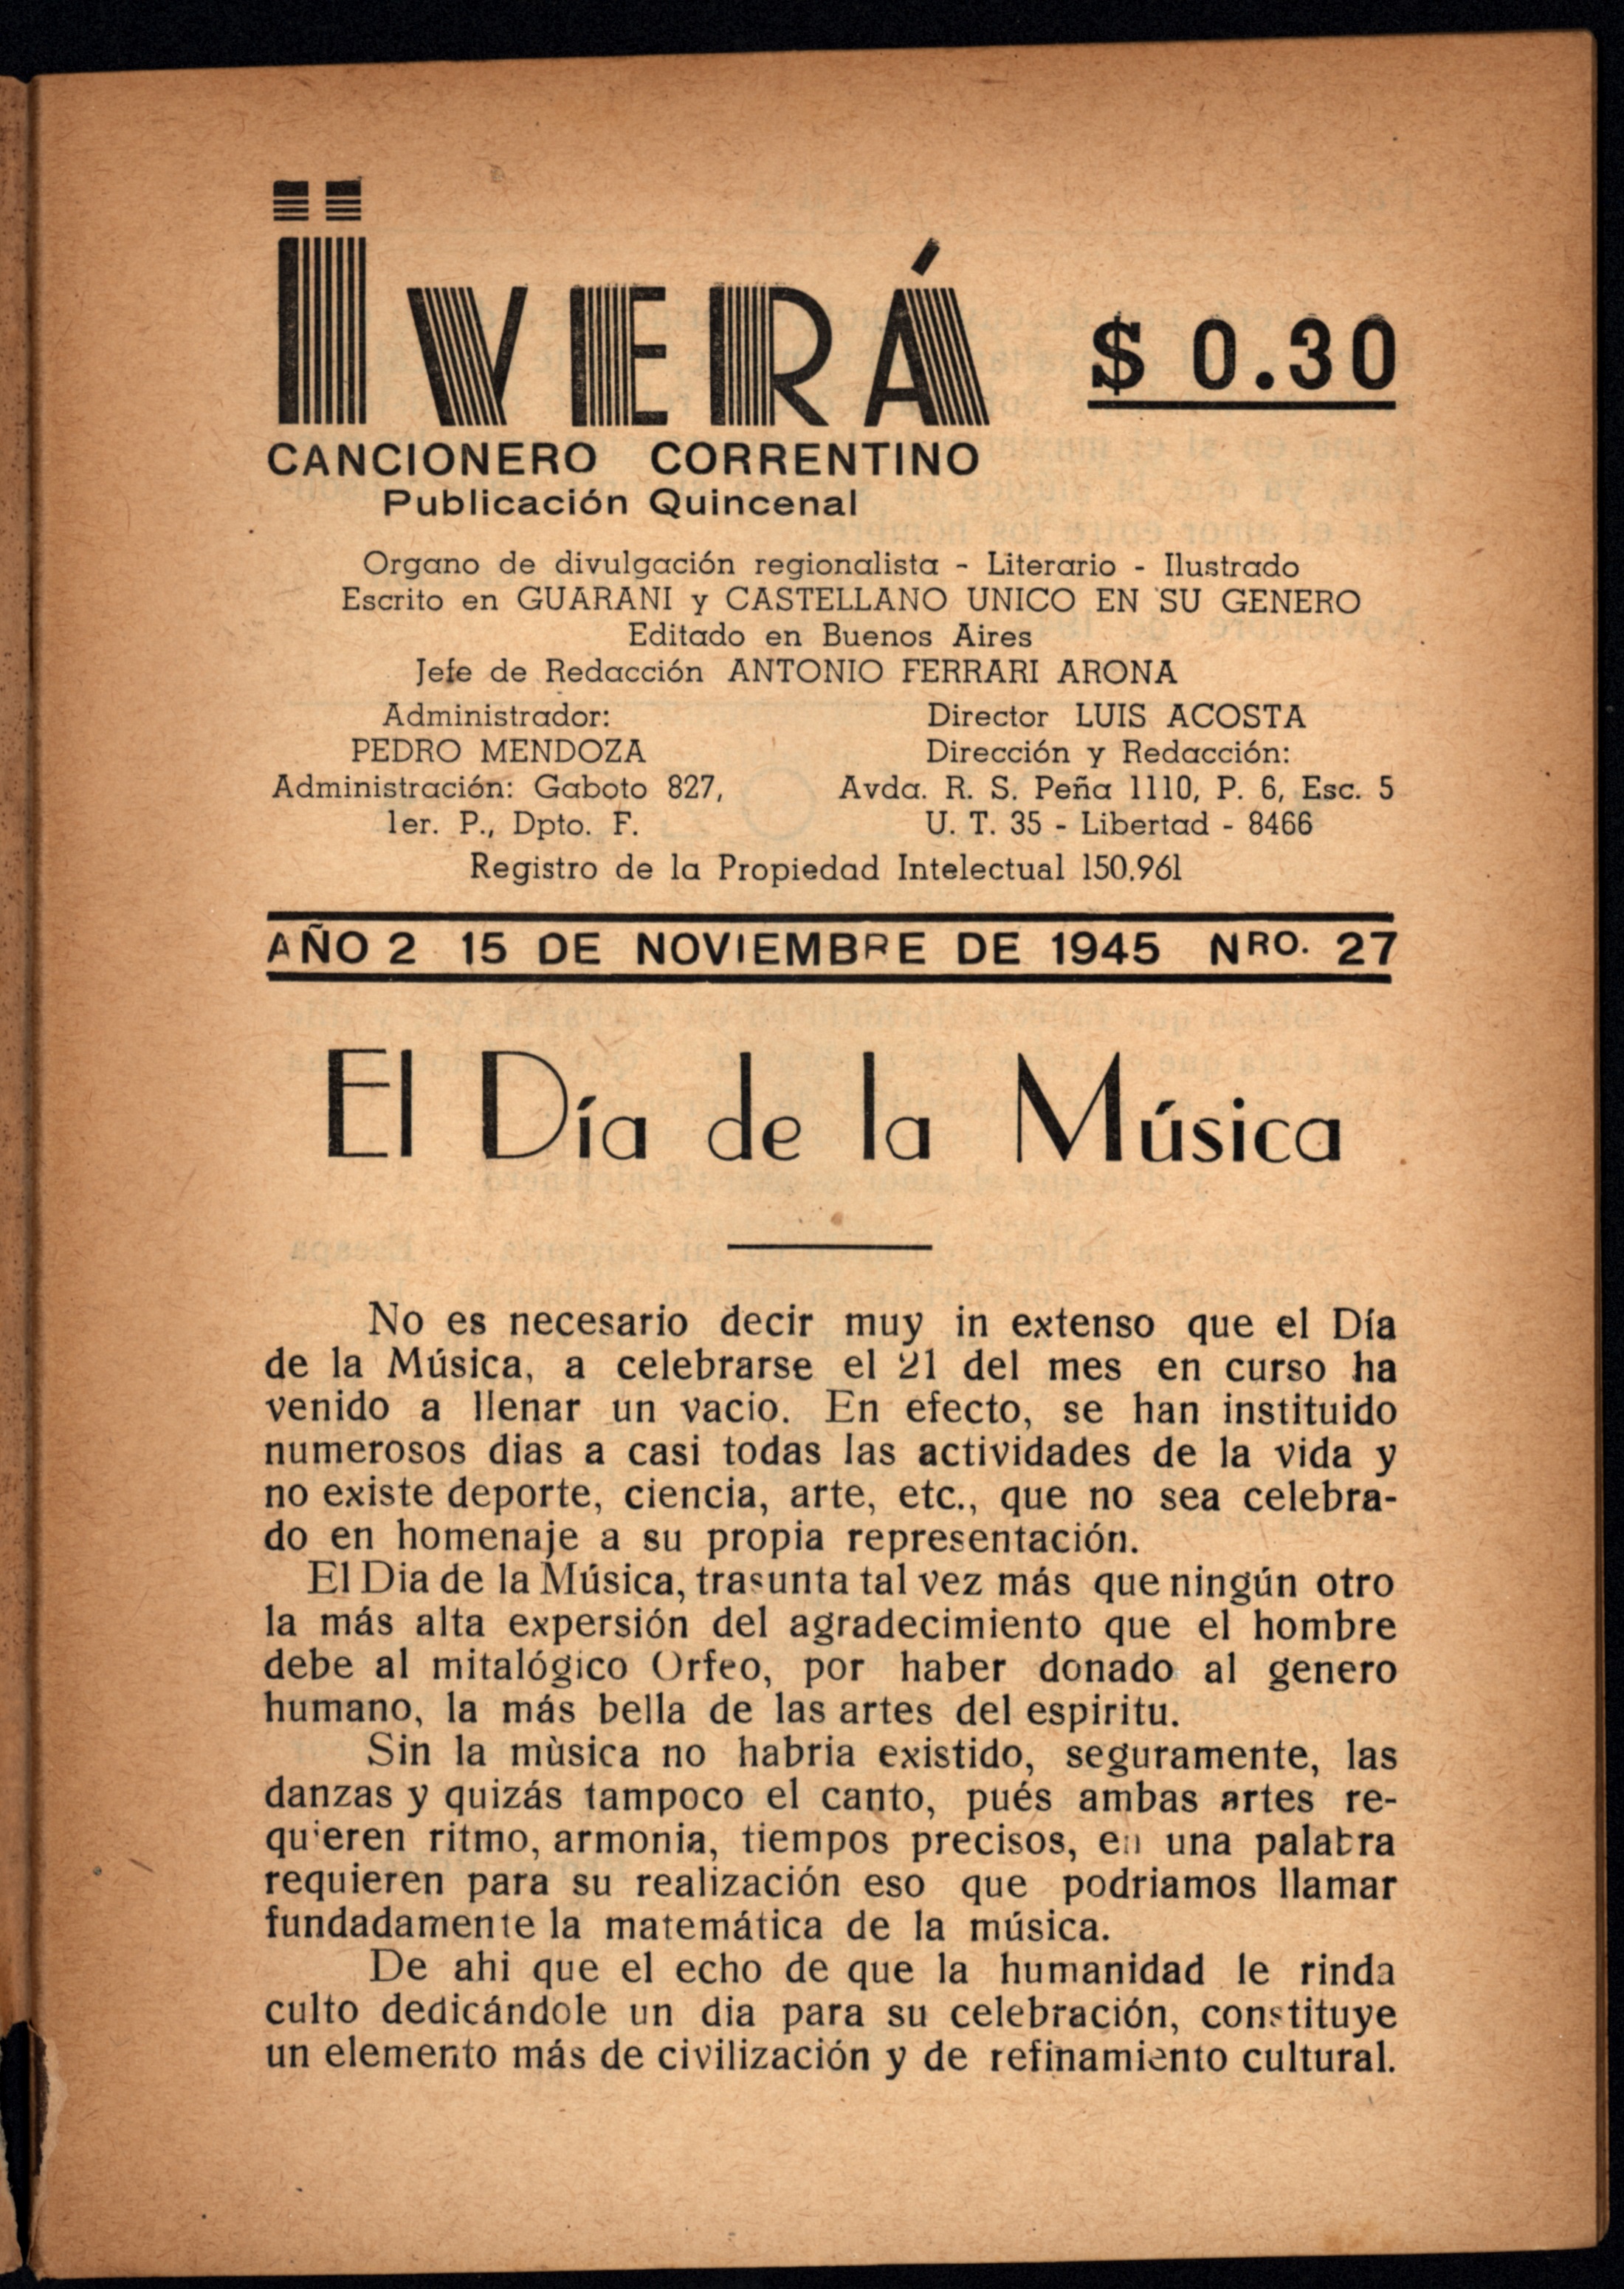 ÏVERÁ
$ 0.30
CANCIONERO CORRENTINO
Publicación Quincenal
Organo de divulgación regionalista - Literario - Ilustrado
Escrito en GUARANI y CASTELLANO UNICO EN SU GENERO
Editado en Buenos Aires
Jefe de Redacción ANTONIO FERRARI ARONA
Administrador:
PEDRO MENDOZA
Administración: Gaboto 827,
1er. P., Dpto. F.
Director LUIS ACOSTA
Dirección y Redacción:
Avda. R. S. Peña 1110, P. 6, Esc. 5
U. T. 35 - Libertad - 8466
Registro de la Propiedad Intelectual 150.961
AÑO 2 15 DE NOVIEMBRE DE 1945 NRO. 27
El Día de la Música
No es necesario decir muy in extenso que el Día
de la Música, a celebrarse el 21 del mes en curso ha
venido a llenar un vacio. En efecto, se han instituido
numerosos dias a casi todas las actividades de la vida y
no existe deporte, ciencia, arte, etc., que no sea celebra-
do en homenaje a su propia representación.
El Dia de la Música, trasunta tal vez más que ningún otro
la más alta expersión del agradecimiento que el hombre
debe al mitalógico Orfeo, por haber donado al genero
humano, la más bella de las artes del espiritu.
Sin la mùsica no habria existido, seguramente, las
danzas y quizás tampoco el canto, pués ambas artes re-
quieren ritmo, armonia, tiempos precisos, en una palabra
requieren para su realización eso que podriamos llamar
fundadamente la matemática de la música.
De ahi que el echo de que la humanidad le rinda
culto dedicándole un dia para su celebración, constituye
un elemento más de civilización y de refinamiento cultural.